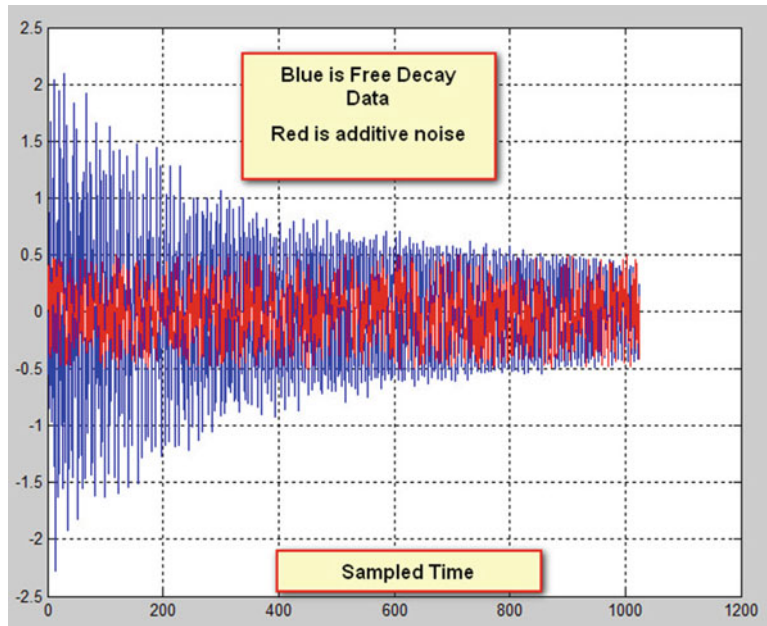 2.5
2
1.5
1
0.5
0
-0.5
-1
-1.5
-2
-2.5
Blue is Free Decay
Data
Red is additive noise
Sampled Time
0 200 400 600 800 1000 1200